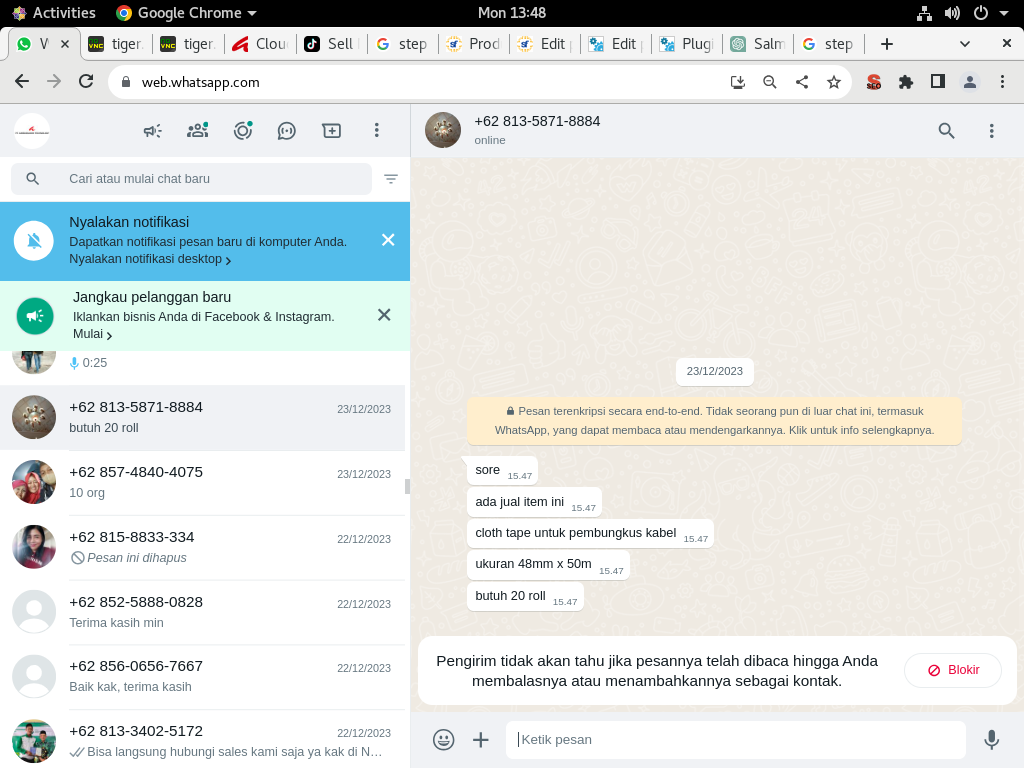 Activities
Google Chrome
Mon 13:48
W
tiger.
tiger.
Clou
Sell
step
Prod
Edit
Edit
Plugi
Salm
step
web.whatsapp.com
SEO
Cari atau mulai chat baru
Nyalakan notifikasi
Dapatkan notifikasi pesan baru di komputer Anda.
Nyalakan notifikasi desktop
Jangkau pelanggan baru
Iklankan bisnis Anda di Facebook & Instagram.
Mulai
0:25
+62 813-5871-8884
23/12/2023
butuh 20 roll
+62 857-4840-4075
23/12/2023
10 org
+62 815-8833-334
22/12/2023
Pesan ini dihapus
+62 852-5888-0828
22/12/2023
Terima kasih min
+62 856-0656-7667
22/12/2023
Baik kak, terima kasih
+62 813-3402-5172
22/12/2023
Bisa langsung hubungi sales kami saja ya kak di N…
+62 813-5871-8884
online
23/12/2023
Pesan terenkripsi secara end-to-end. Tidak seorang pun di luar chat ini, termasuk
WhatsApp, yang dapat membaca atau mendengarkannya. Klik untuk info selengkapnya.
sore 15.47
ada jual item ini 15.47
cloth tape untuk pembungkus kabel 15.47
ukuran 48mm x 50m 15.47
butuh 20 roll 15.47
Pengirim tidak akan tahu jika pesannya telah dibaca hingga Anda
membalasnya atau menambahkannya sebagai kontak.
Blokir
Ketik pesan